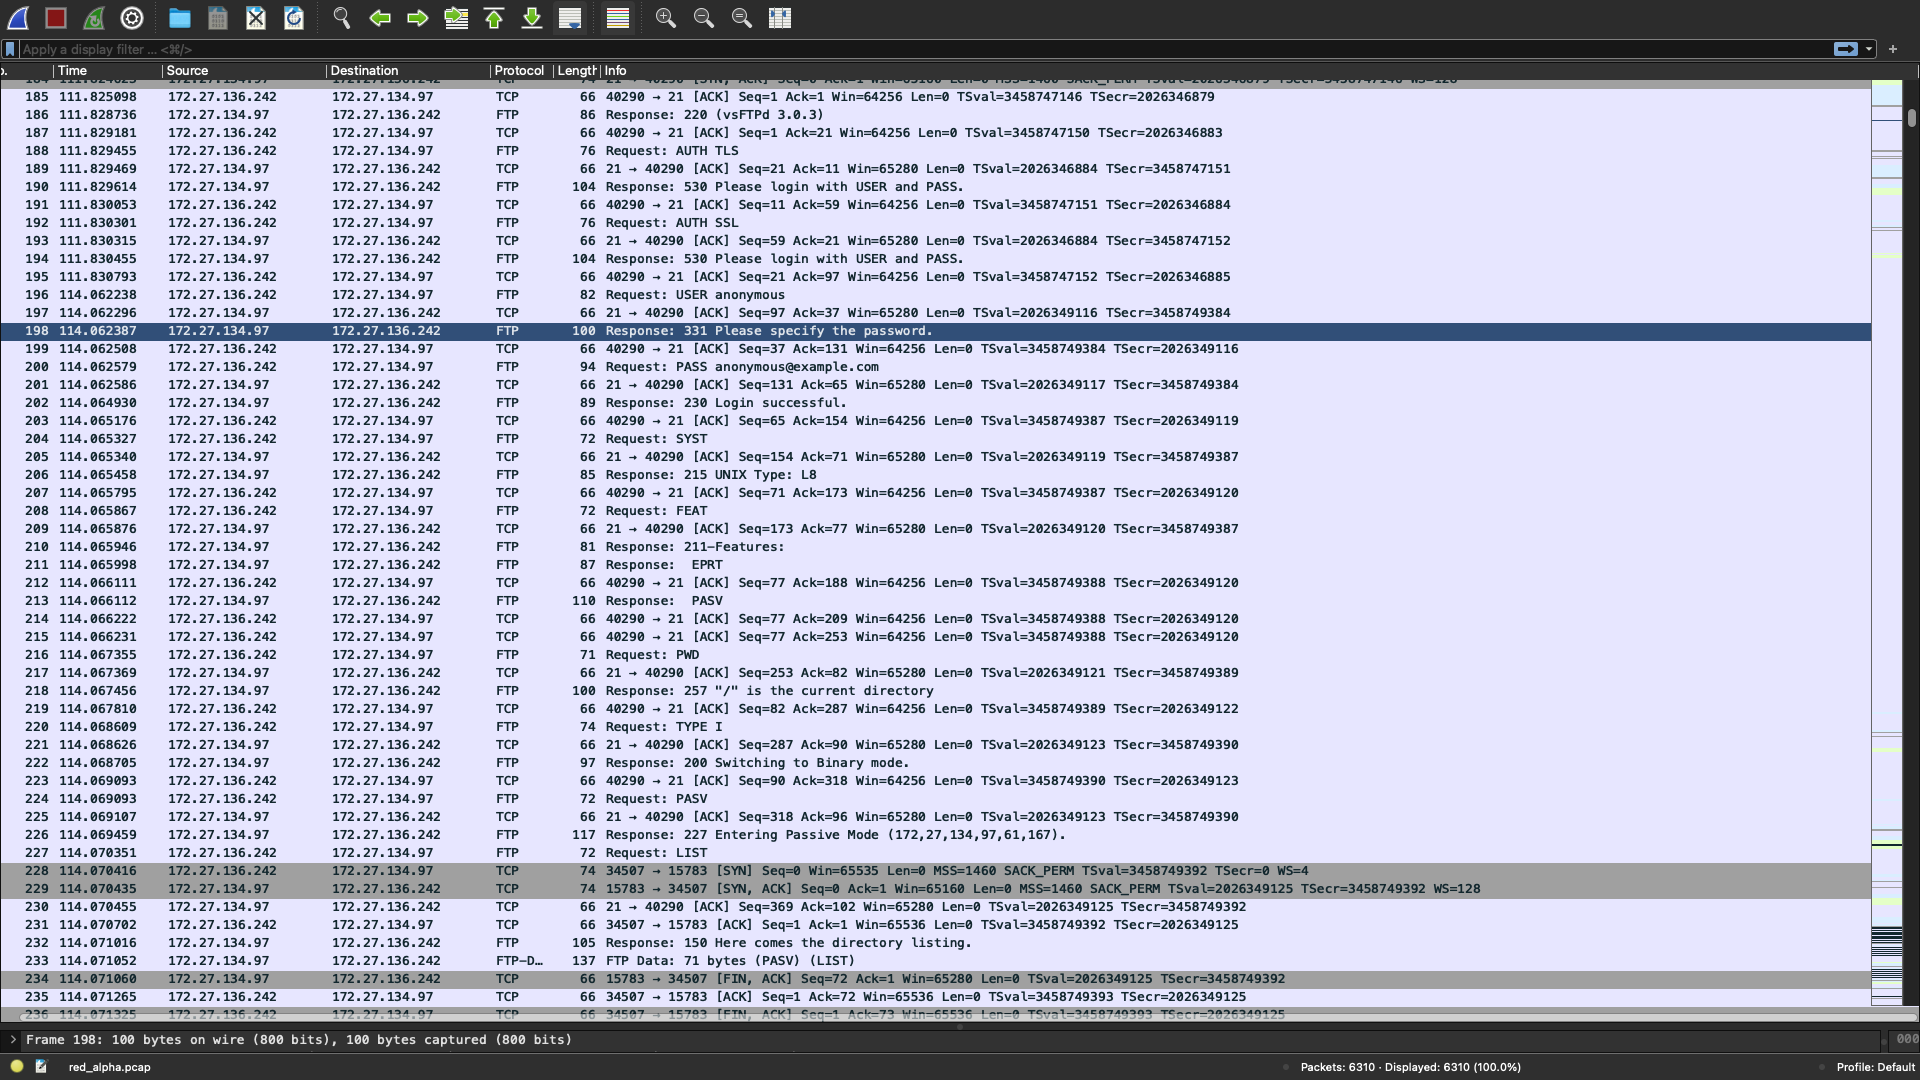 Apply a display filter ... <⌘/>
Time Source Destination Protocol Length Info
185 111.825098 172.27.136.242 172.27.134.97 TCP 66 40290 → 21 [ACK] Seq=1 Ack=1 Win=64256 Len=0 TSval=3458747146 TSecr=2026346879
186 111.828736 172.27.134.97 172.27.136.242 FTP 86 Response: 220 (vsFTPd 3.0.3)
187 111.829181 172.27.136.242 172.27.134.97 TCP 66 40290 → 21 [ACK] Seq=1 Ack=21 Win=64256 Len=0 TSval=3458747150 TSecr=2026346883
188 111.829455 172.27.136.242 172.27.134.97 FTP 76 Request: AUTH TLS
189 111.829469 172.27.134.97 172.27.136.242 TCP 66 21 → 40290 [ACK] Seq=21 Ack=11 Win=65280 Len=0 TSval=2026346884 TSecr=3458747151
190 111.829614 172.27.134.97 172.27.136.242 FTP 104 Response: 530 Please login with USER and PASS.
191 111.830053 172.27.136.242 172.27.134.97 TCP 66 40290 → 21 [ACK] Seq=11 Ack=59 Win=64256 Len=0 TSval=3458747151 TSecr=2026346884
192 111.830301 172.27.136.242 172.27.134.97 FTP 76 Request: AUTH SSL
193 111.830315 172.27.134.97 172.27.136.242 TCP 66 21 → 40290 [ACK] Seq=59 Ack=21 Win=65280 Len=0 TSval=2026346884 TSecr=3458747152
194 111.830455 172.27.134.97 172.27.136.242 FTP 104 Response: 530 Please login with USER and PASS.
195 111.830793 172.27.136.242 172.27.134.97 TCP 66 40290 → 21 [ACK] Seq=21 Ack=97 Win=64256 Len=0 TSval=3458747152 TSecr=2026346885
196 114.062238 172.27.136.242 172.27.134.97 FTP 82 Request: USER anonymous
197 114.062296 172.27.134.97 172.27.136.242 TCP 66 21 → 40290 [ACK] Seq=97 Ack=37 Win=65280 Len=0 TSval=2026349116 TSecr=3458749384
198 114.062387 172.27.134.97 172.27.136.242 FTP 100 Response: 331 Please specify the password.
199 114.062508 172.27.136.242 172.27.134.97 TCP 66 40290 → 21 [ACK] Seq=37 Ack=131 Win=64256 Len=0 TSval=3458749384 TSecr=2026349116
200 114.062579 172.27.136.242 172.27.134.97 FTP 94 Request: PASS anonymous@example.com
201 114.062586 172.27.134.97 172.27.136.242 TCP 66 21 → 40290 [ACK] Seq=131 Ack=65 Win=65280 Len=0 TSval=2026349117 TSecr=3458749384
202 114.064930 172.27.134.97 172.27.136.242 FTP 89 Response: 230 Login successful.
203 114.065176 172.27.136.242 172.27.134.97 TCP 66 40290 → 21 [ACK] Seq=65 Ack=154 Win=64256 Len=0 TSval=3458749387 TSecr=2026349119
204 114.065327 172.27.136.242 172.27.134.97 FTP 72 Request: SYST
205 114.065340 172.27.134.97 172.27.136.242 TCP 66 21 → 40290 [ACK] Seq=154 Ack=71 Win=65280 Len=0 TSval=2026349119 TSecr=3458749387
206 114.065458 172.27.134.97 172.27.136.242 FTP 85 Response: 215 UNIX Type: L8
207 114.065795 172.27.136.242 172.27.134.97 TCP 66 40290 → 21 [ACK] Seq=71 Ack=173 Win=64256 Len=0 TSval=3458749387 TSecr=2026349120
208 114.065867 172.27.136.242 172.27.134.97 FTP 72 Request: FEAT
209 114.065876 172.27.134.97 172.27.136.242 TCP 66 21 → 40290 [ACK] Seq=173 Ack=77 Win=65280 Len=0 TSval=2026349120 TSecr=3458749387
210 114.065946 172.27.134.97 172.27.136.242 FTP 81 Response: 211-Features:
211 114.065998 172.27.134.97 172.27.136.242 FTP 87 Response:  EPRT
212 114.066111 172.27.136.242 172.27.134.97 TCP 66 40290 → 21 [ACK] Seq=77 Ack=188 Win=64256 Len=0 TSval=3458749388 TSecr=2026349120
213 114.066112 172.27.134.97 172.27.136.242 FTP 110 Response:  PASV
214 114.066222 172.27.136.242 172.27.134.97 TCP 66 40290 → 21 [ACK] Seq=77 Ack=209 Win=64256 Len=0 TSval=3458749388 TSecr=2026349120
215 114.066231 172.27.136.242 172.27.134.97 TCP 66 40290 → 21 [ACK] Seq=77 Ack=253 Win=64256 Len=0 TSval=3458749388 TSecr=2026349120
216 114.067355 172.27.136.242 172.27.134.97 FTP 71 Request: PWD
217 114.067369 172.27.134.97 172.27.136.242 TCP 66 21 → 40290 [ACK] Seq=253 Ack=82 Win=65280 Len=0 TSval=2026349121 TSecr=3458749389
218 114.067456 172.27.134.97 172.27.136.242 FTP 100 Response: 257 "/" is the current directory
219 114.067810 172.27.136.242 172.27.134.97 TCP 66 40290 → 21 [ACK] Seq=82 Ack=287 Win=64256 Len=0 TSval=3458749389 TSecr=2026349122
220 114.068609 172.27.136.242 172.27.134.97 FTP 74 Request: TYPE I
221 114.068626 172.27.134.97 172.27.136.242 TCP 66 21 → 40290 [ACK] Seq=287 Ack=90 Win=65280 Len=0 TSval=2026349123 TSecr=3458749390
222 114.068705 172.27.134.97 172.27.136.242 FTP 97 Response: 200 Switching to Binary mode.
223 114.069093 172.27.136.242 172.27.134.97 TCP 66 40290 → 21 [ACK] Seq=90 Ack=318 Win=64256 Len=0 TSval=3458749390 TSecr=2026349123
224 114.069093 172.27.136.242 172.27.134.97 FTP 72 Request: PASV
225 114.069107 172.27.134.97 172.27.136.242 TCP 66 21 → 40290 [ACK] Seq=318 Ack=96 Win=65280 Len=0 TSval=2026349123 TSecr=3458749390
226 114.069459 172.27.134.97 172.27.136.242 FTP 117 Response: 227 Entering Passive Mode (172,27,134,97,61,167).
227 114.070351 172.27.136.242 172.27.134.97 FTP 72 Request: LIST
228 114.070416 172.27.136.242 172.27.134.97 TCP 74 34507 → 15783 [SYN] Seq=0 Win=65535 Len=0 MSS=1460 SACK_PERM TSval=3458749392 TSecr=0 WS=4
229 114.070435 172.27.134.97 172.27.136.242 TCP 74 15783 → 34507 [SYN, ACK] Seq=0 Ack=1 Win=65160 Len=0 MSS=1460 SACK_PERM TSval=2026349125 TSecr=3458749392 WS=128
230 114.070455 172.27.134.97 172.27.136.242 TCP 66 21 → 40290 [ACK] Seq=369 Ack=102 Win=65280 Len=0 TSval=2026349125 TSecr=3458749392
231 114.070702 172.27.136.242 172.27.134.97 TCP 66 34507 → 15783 [ACK] Seq=1 Ack=1 Win=65536 Len=0 TSval=3458749392 TSecr=2026349125
232 114.071016 172.27.134.97 172.27.136.242 FTP 105 Response: 150 Here comes the directory listing.
233 114.071052 172.27.134.97 172.27.136.242 FTP-D… 137 FTP Data: 71 bytes (PASV) (LIST)
234 114.071060 172.27.134.97 172.27.136.242 TCP 66 15783 → 34507 [FIN, ACK] Seq=72 Ack=1 Win=65280 Len=0 TSval=2026349125 TSecr=3458749392
235 114.071265 172.27.136.242 172.27.134.97 TCP 66 34507 → 15783 [ACK] Seq=1 Ack=72 Win=65536 Len=0 TSval=3458749393 TSecr=2026349125
236 114.071325 172.27.136.242 172.27.134.97 TCP 66 34507 → 15783 [FIN, ACK] Seq=1 Ack=73 Win=65536 Len=0 TSval=3458749393 TSecr=2026349125
Frame 198: 100 bytes on wire (800 bits), 100 bytes captured (800 bits)
000
red_alpha.pcap Packets: 6310 · Displayed: 6310 (100.0%) Profile: Default